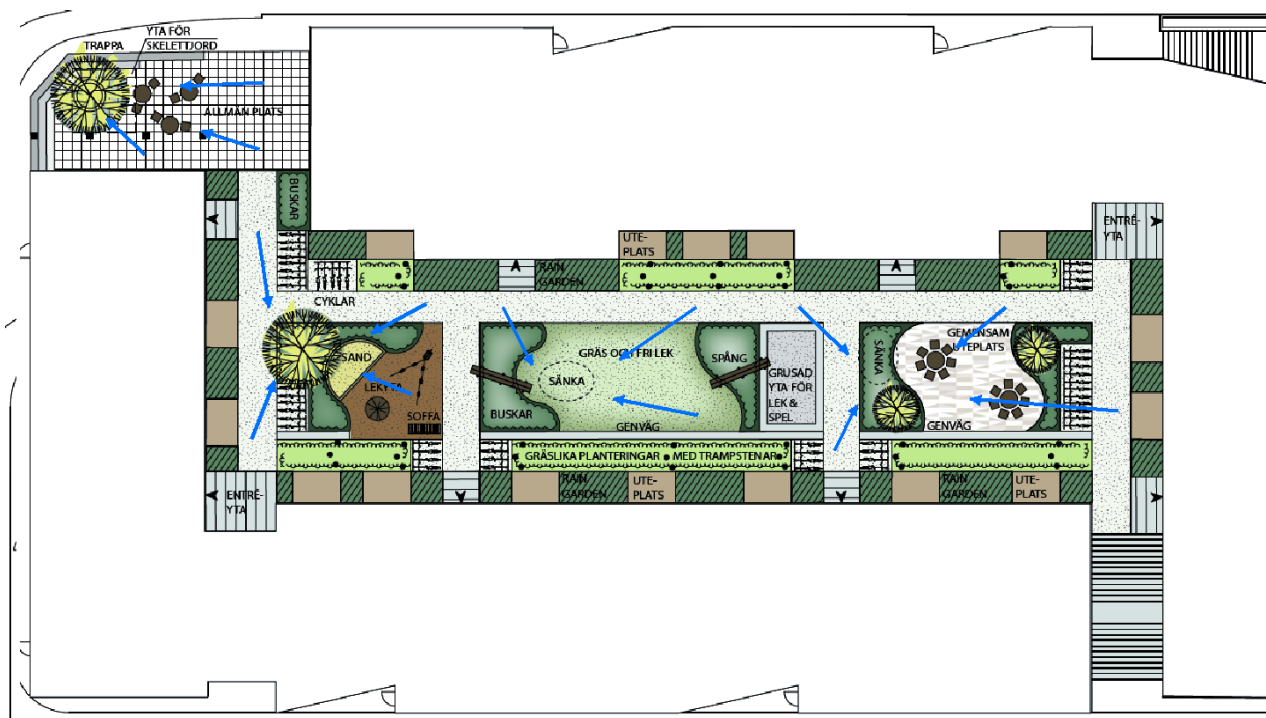 YTA FÖR
SKELETTJORD
TRAPPA
ALLMÄN PLATS
BUSKAR
ENTRÉ-
YTA
UTE-
PLATS
RAIN
GARDEN
CYKLAR
SAND
LEKYTA
SOFFA
GRÄS OCH FRI LEK
SÄNKA
BUSKAR
GENVÄG
SPÅNG
GRUSAD
YTA FÖR
LEK &
SPEL
SÄNKA
GEMENSAM
UTEPLATS
GENVÄG
GRÄSLIKA PLANTERINGAR MED TRAMPSTENAR
ENTRÉ-
YTA
RAIN
GARDEN
UTE-
PLATS
RAIN
GARDEN
UTE-
PLATS